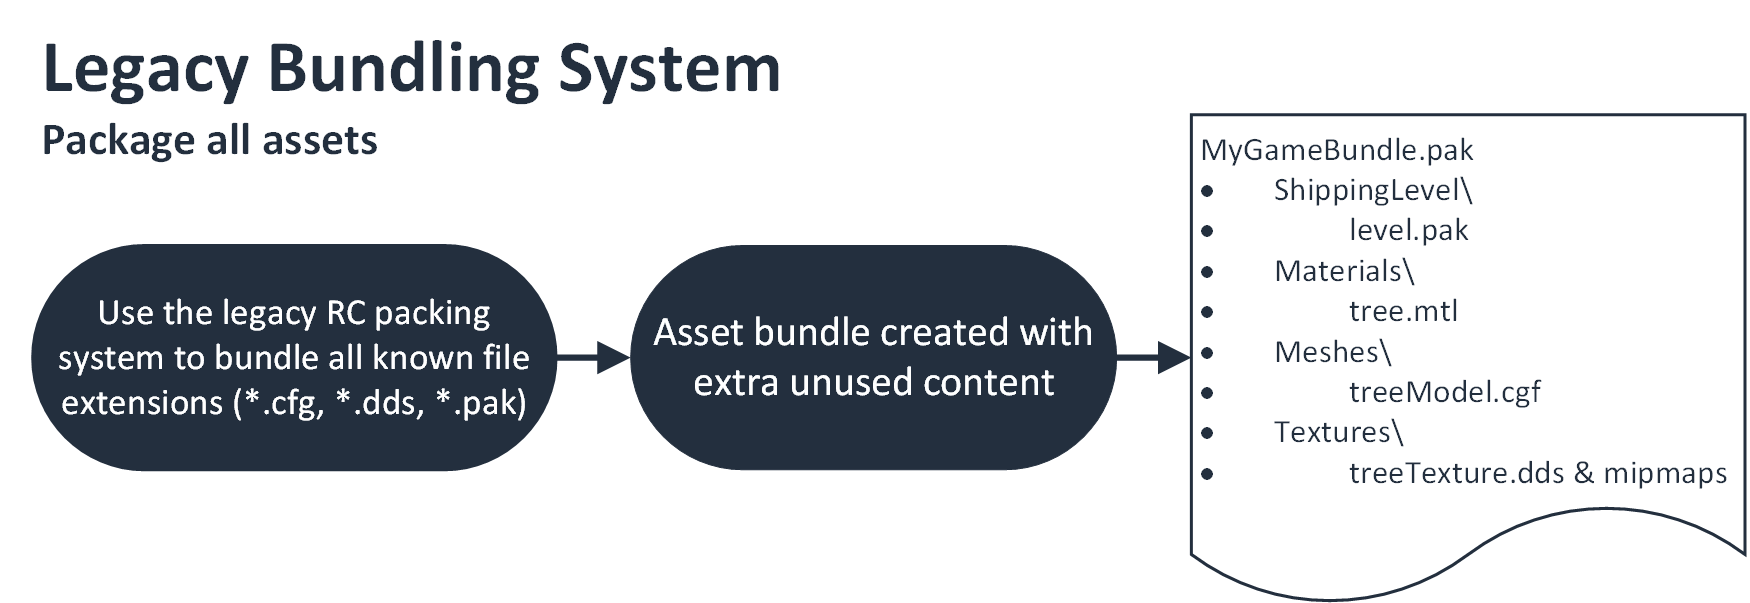 Legacy Bundling System
Package all assets
Use the legacy RC packing
system to bundle all known file
extensions (*.cfg, *.dds, *.pak)
Asset bundle created with
extra unused content
MyGameBundle.pak
• ShippingLevel\
• level.pak
• Materials\
• tree.mtl
• Meshes\
• treeModel.cgf
• Textures\
• treeTexture.dds & mipmaps